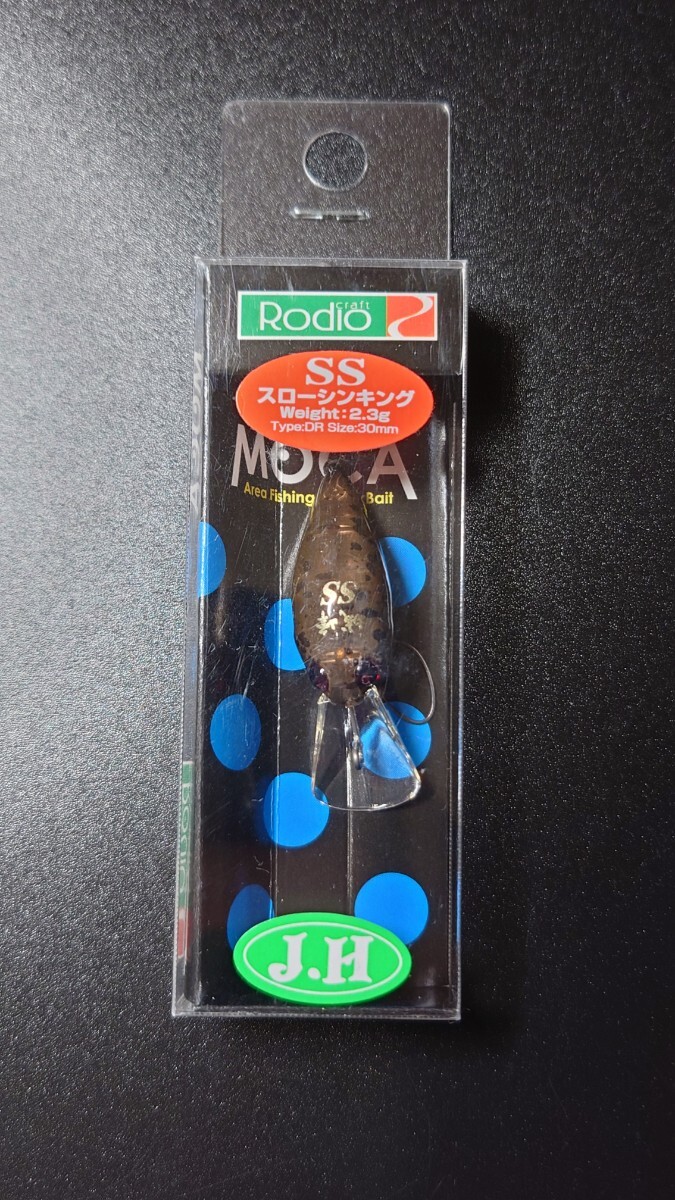 Rodio craft
SS
スローシンキング
Weight:2.3g
Type:DR Size:30mm
MOCA
Area Fishing Bait
SS
J.H